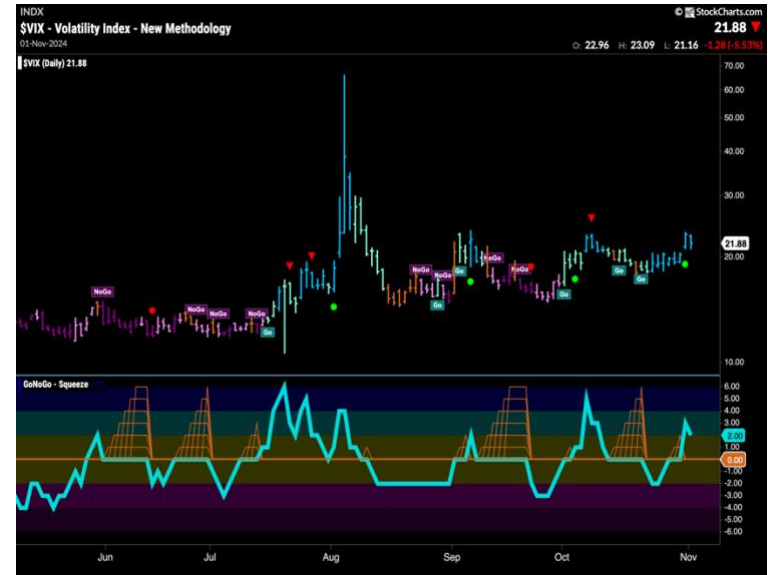 INDX
© StockCharts.com
$VIX - Volatility Index - New Methodology
21.88
01-Nov-2024
O: 22.96 H: 23.09 L: 21.16 -1.28 (-5.53%)
$VIX (Daily) 21.88
70.00
60.00
50.00
40.00
30.00
21.88
20.00
10.00
NoGo
NoGo
NoGo
NoGo
Go
NoGo
NoGo
Go
Go
NoGo
NoGo
Go
Go
Go
GoNoGo - Squeeze
6.00
5.00
4.00
3.00
2.00
1.00
0.00
-1.00
-2.00
-3.00
-4.00
-5.00
-6.00
Jun Jul Aug Sep Oct Nov